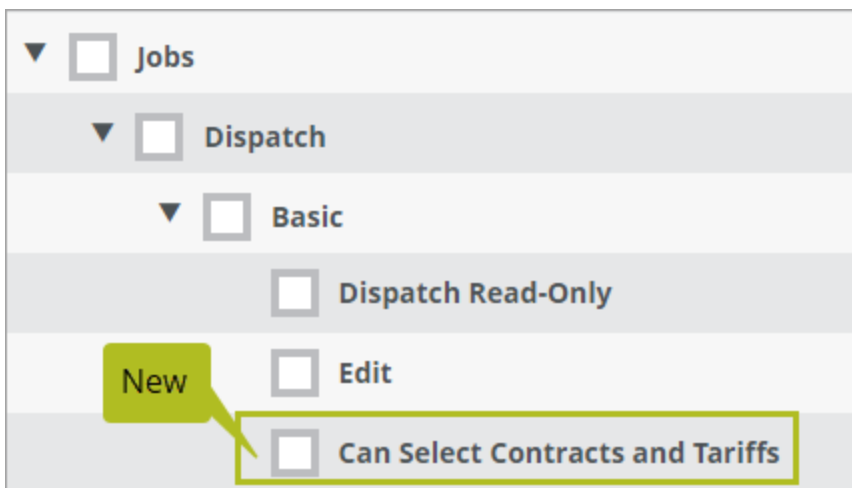 Jobs
Dispatch
Basic
Dispatch Read-Only
Edit
New
Can Select Contracts and Tariffs